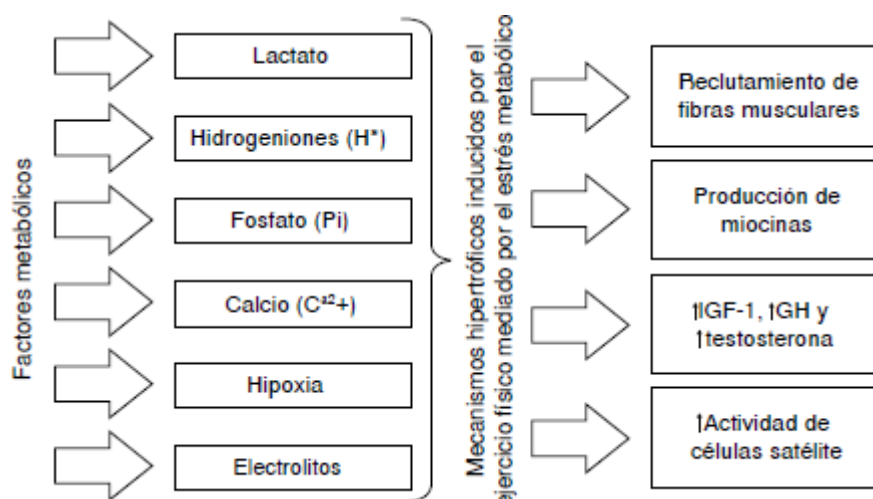 Factores metabólicos
Lactato
Hidrogeniones (H*)
Fosfato (Pi)
Calcio (Cª²+)
Hipoxia
Electrolitos
Mecanismos hipertróficos inducidos por el
ejercicio físico mediado por el estrés metabólico
Reclutamiento de
fibras musculares
Producción de
miocinas
↑IGF-1, ↑GH y
↑testosterona
↑Actividad de
células satélite